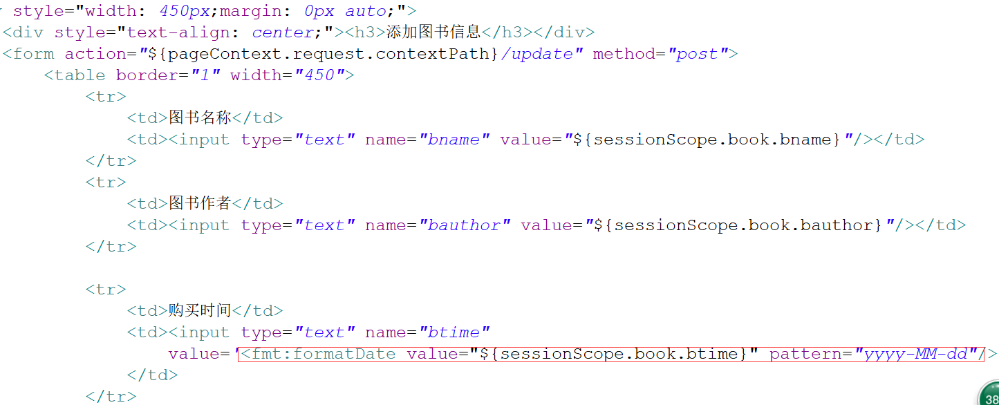 style="width: 450px;margin: 0px auto;">
<div style="text-align: center;"><h3>添加图书信息</h3></div>
<form action="${pageContext.request.contextPath}/update" method="post">
<table border="1" width="450">
<tr>
<td>图书名称</td>
<td><input type="text" name="bname" value="${sessionScope.book.bname}"/></td>
</tr>
<tr>
<td>图书作者</td>
<td><input type="text" name="bauthor" value="${sessionScope.book.bauthor}"/></td>
</tr>
<tr>
<td>购买时间</td>
<td><input type="text" name="btime"
value="<fmt:formatDate value="${sessionScope.book.btime}" pattern="yyyy-MM-dd"/>
</td>
</tr>
38